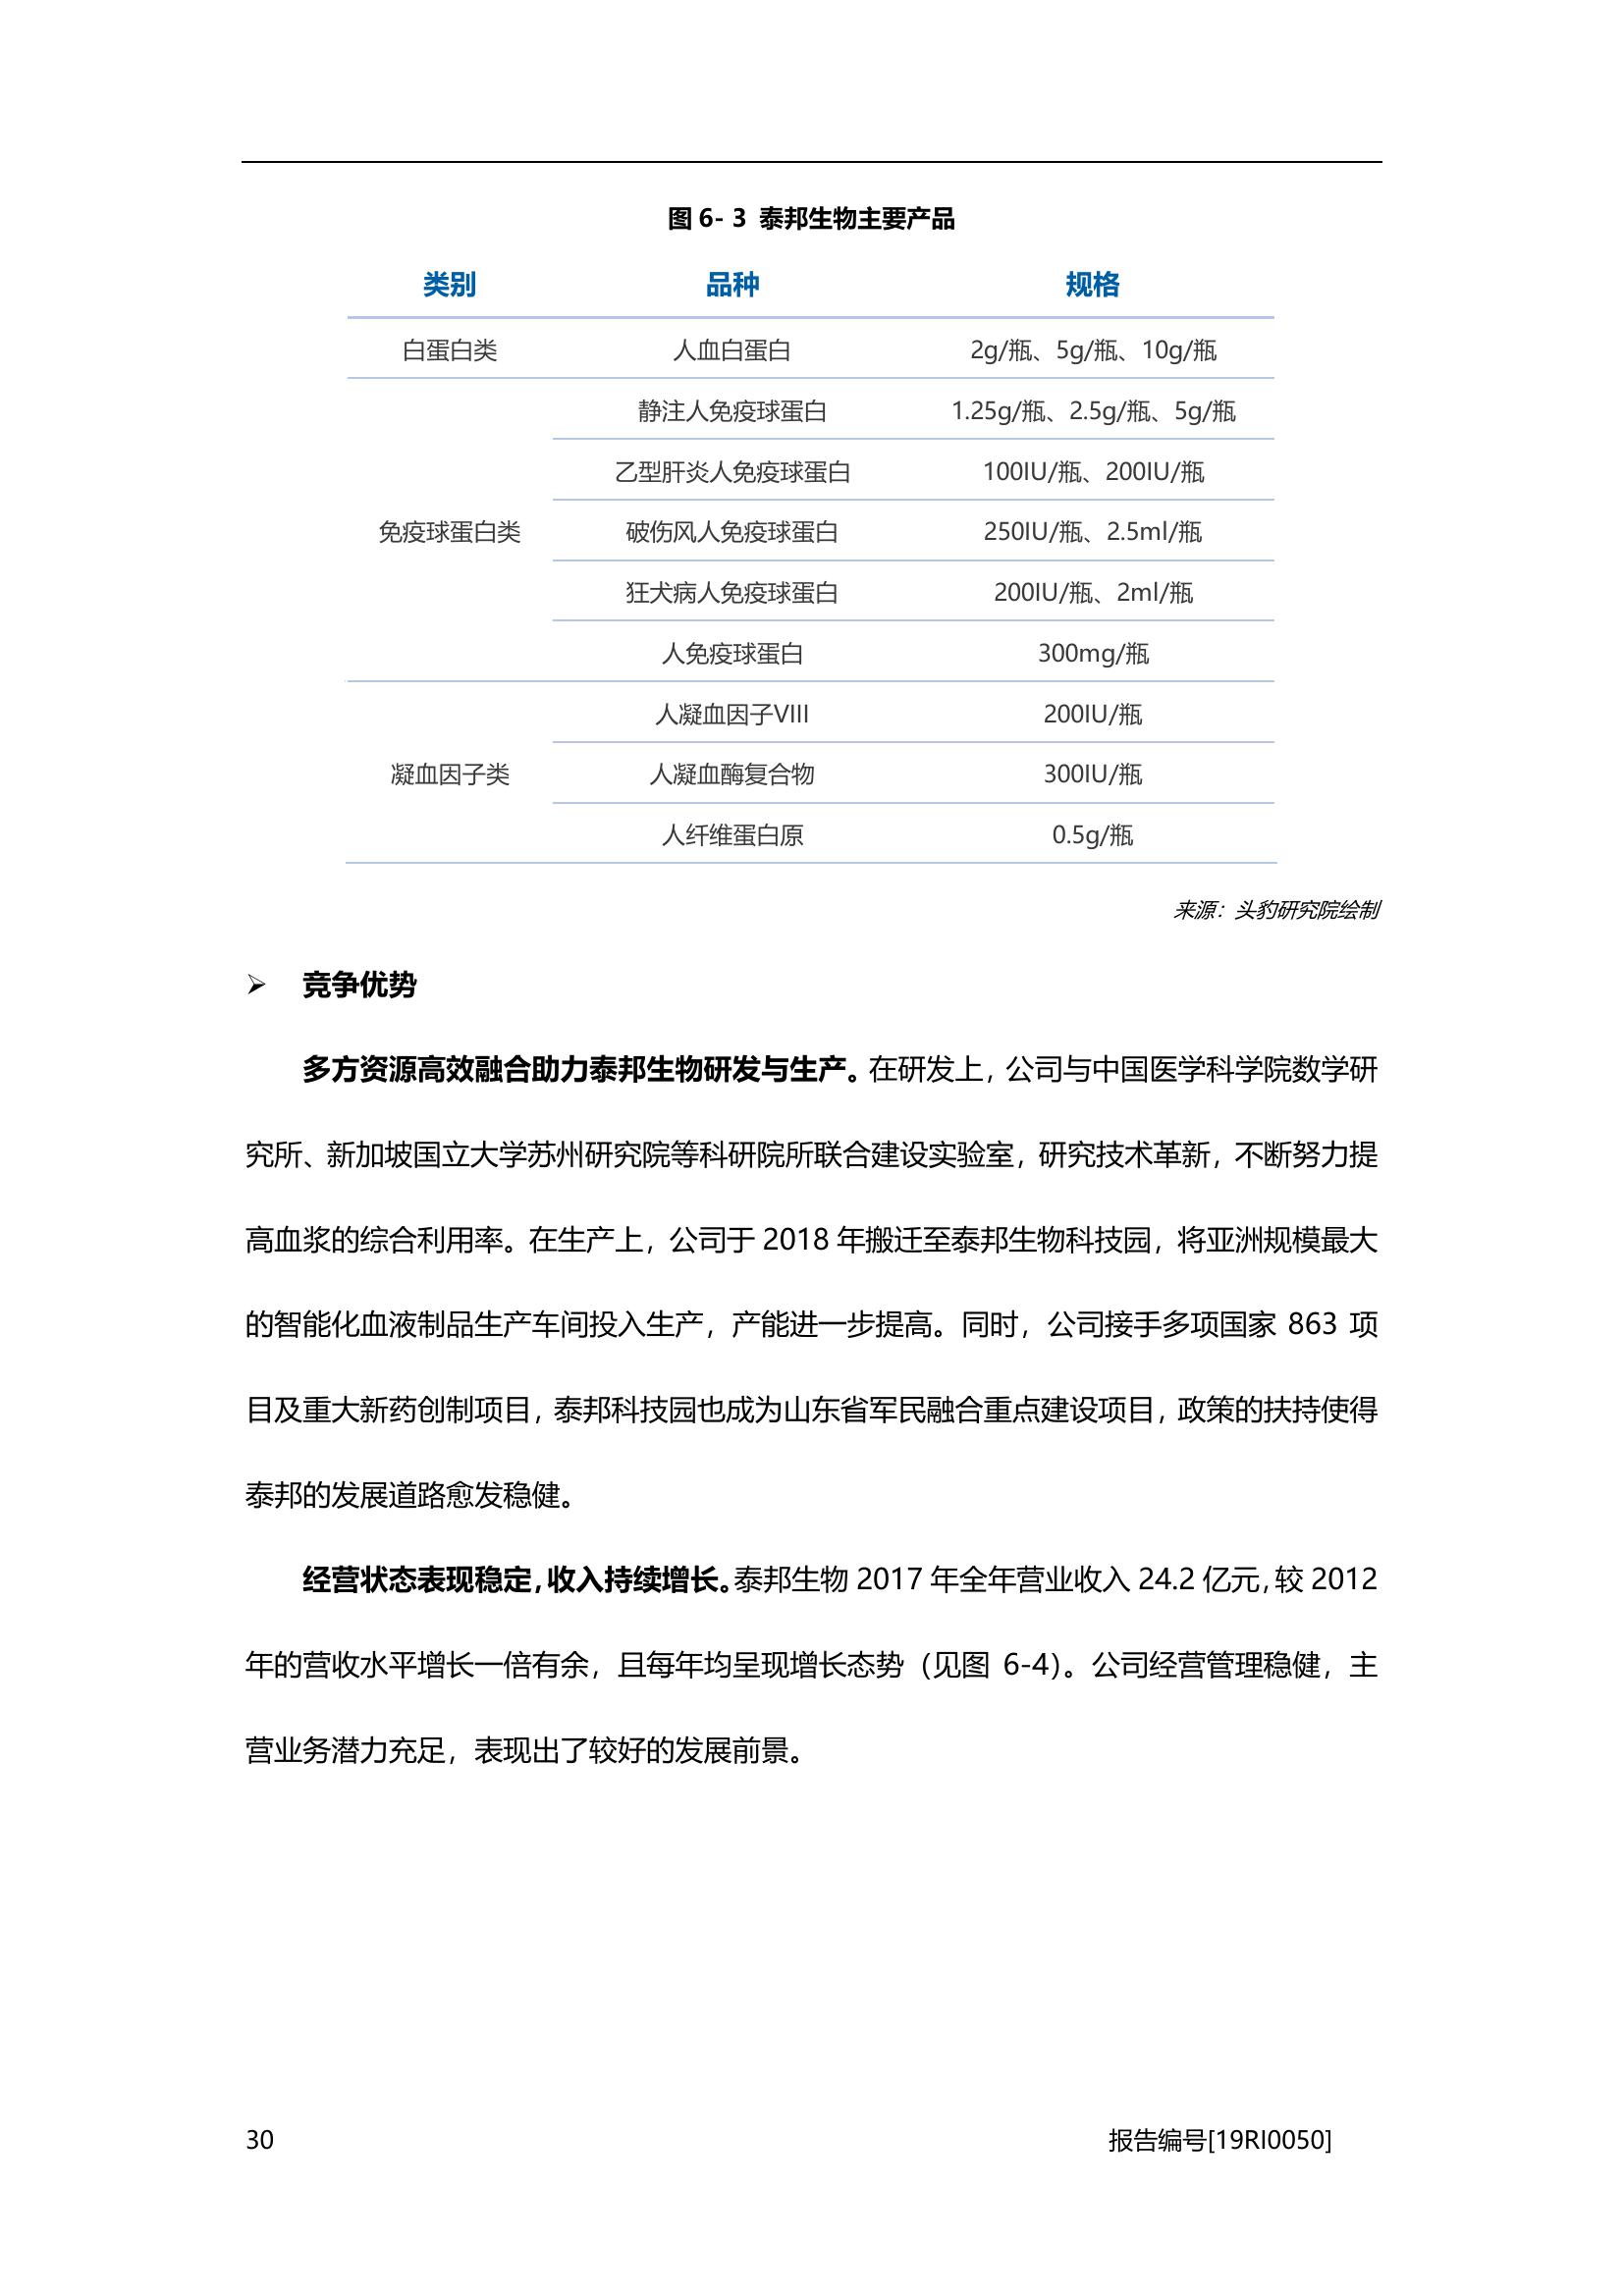 图 6- 3 泰邦生物主要产品
类别 品种 规格
白蛋白类 人血白蛋白 2g/瓶、5g/瓶、10g/瓶
静注人免疫球蛋白 1.25g/瓶、2.5g/瓶、5g/瓶
乙型肝炎人免疫球蛋白 100IU/瓶、200IU/瓶
免疫球蛋白类 破伤风人免疫球蛋白 250IU/瓶、2.5ml/瓶
狂犬病人免疫球蛋白 200IU/瓶、2ml/瓶
人免疫球蛋白 300mg/瓶
人凝血因子VIII 200IU/瓶
凝血因子类 人凝血酶复合物 300IU/瓶
人纤维蛋白原 0.5g/瓶
来源：头豹研究院绘制
➢ 竞争优势
多方资源高效融合助力泰邦生物研发与生产。在研发上，公司与中国医学科学院数学研
究所、新加坡国立大学苏州研究院等科研院所联合建设实验室，研究技术革新，不断努力提
高血浆的综合利用率。在生产上，公司于 2018 年搬迁至泰邦生物科技园，将亚洲规模最大
的智能化血液制品生产车间投入生产，产能进一步提高。同时，公司接手多项国家 863 项
目及重大新药创制项目，泰邦科技园也成为山东省军民融合重点建设项目，政策的扶持使得
泰邦的发展道路愈发稳健。
经营状态表现稳定，收入持续增长。泰邦生物 2017 年全年营业收入 24.2 亿元，较 2012
年的营收水平增长一倍有余，且每年均呈现增长态势（见图 6-4）。公司经营管理稳健，主
营业务潜力充足，表现出了较好的发展前景。
30 报告编号[19RI0050]